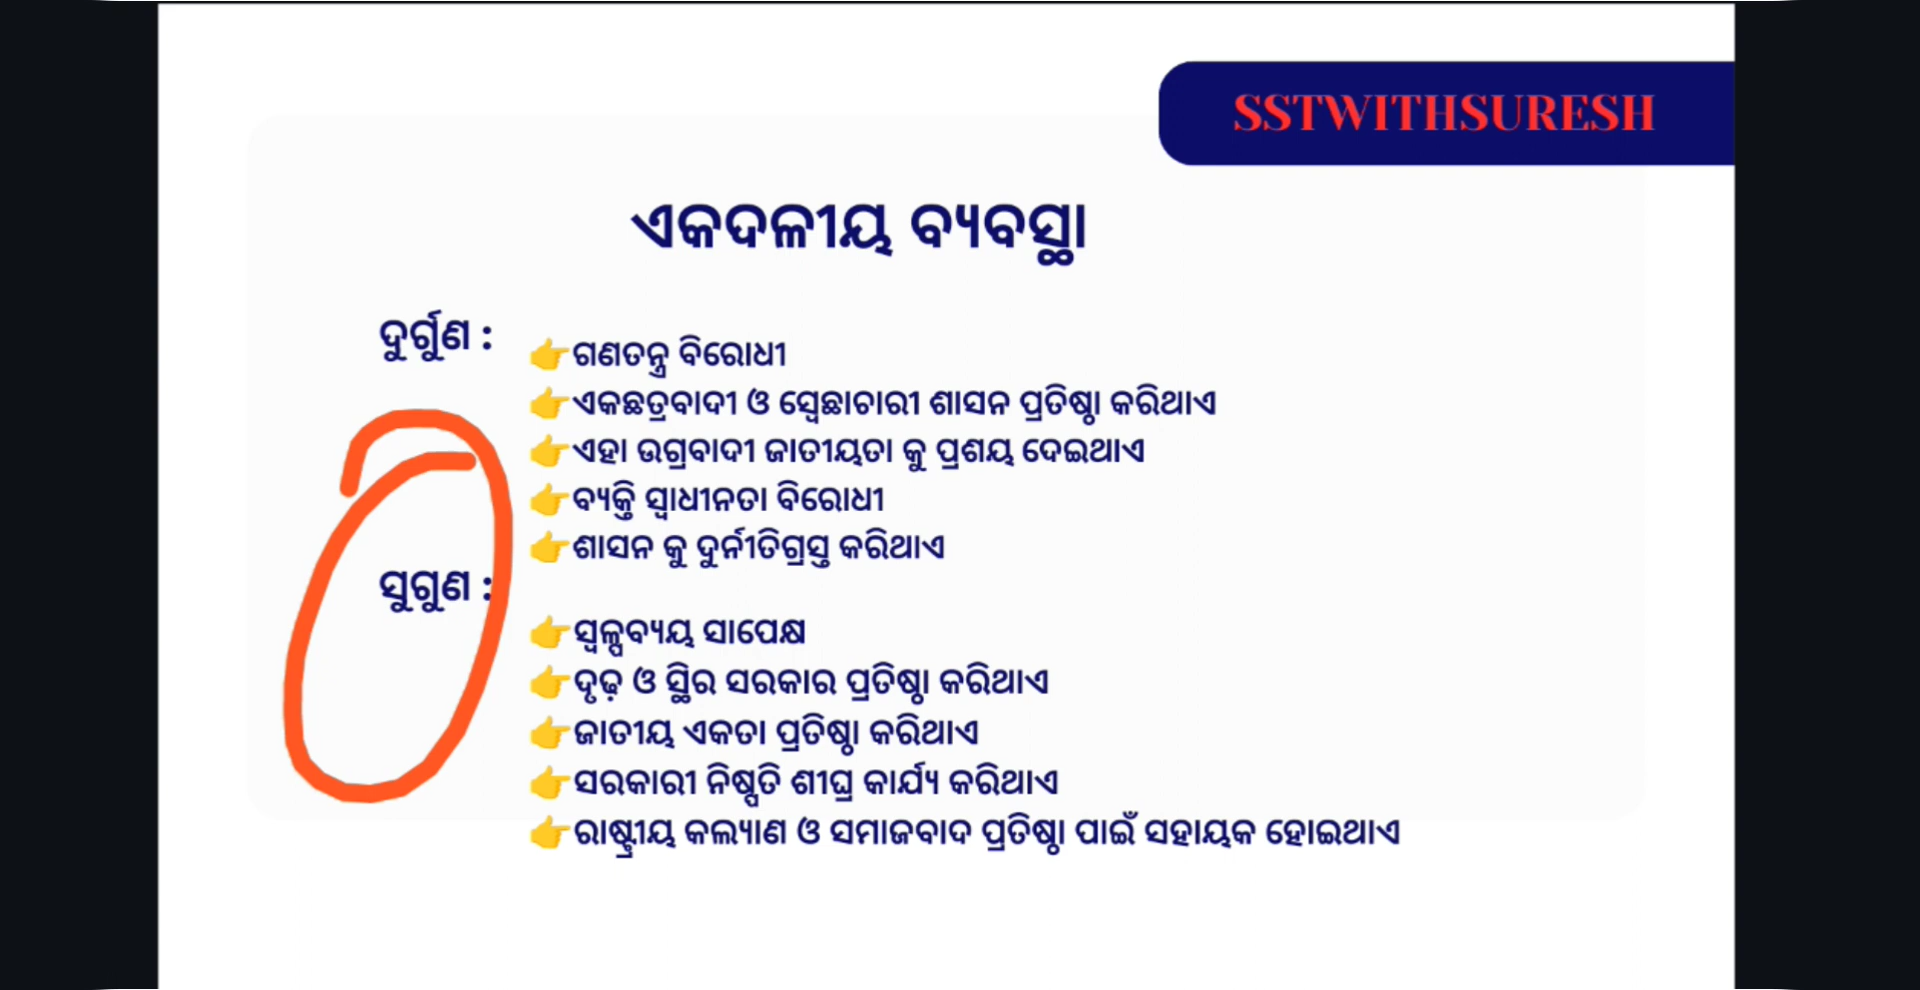 SSTWITHSURESH
ଏକଦଳୀୟ ବ୍ୟବସ୍ଥା
ଦୁର୍ଗୁଣ :
👉ଗଣତନ୍ତ୍ର ବିରୋଧୀ
👉ଏକଛତ୍ରବାଦୀ ଓ ସ୍ୱେଛାଚାରୀ ଶାସନ ପ୍ରତିଷ୍ଠା କରିଥାଏ
👉ଏହା ଉଗ୍ରବାଦୀ ଜାତୀୟତା କୁ ପ୍ରଶୟ ଦେଇଥାଏ
👉ବ୍ୟକ୍ତି ସ୍ୱାଧୀନତା ବିରୋଧୀ
👉ଶାସନ କୁ ଦୁର୍ନୀତିଗ୍ରସ୍ତ କରିଥାଏ
ସୁଗୁଣ :
👉ସ୍ୱଳ୍ପବ୍ୟୟ ସାପେକ୍ଷ
👉ଦୃଢ଼ ଓ ସ୍ଥିର ସରକାର ପ୍ରତିଷ୍ଠା କରିଥାଏ
👉ଜାତୀୟ ଏକତା ପ୍ରତିଷ୍ଠା କରିଥାଏ
👉ସରକାରୀ ନିଷ୍ପତି ଶୀଘ୍ର କାର୍ଯ୍ୟ କରିଥାଏ
👉ରାଷ୍ଟ୍ରୀୟ କଲ୍ୟାଣ ଓ ସମାଜବାଦ ପ୍ରତିଷ୍ଠା ପାଇଁ ସହାୟକ ହୋଇଥାଏ